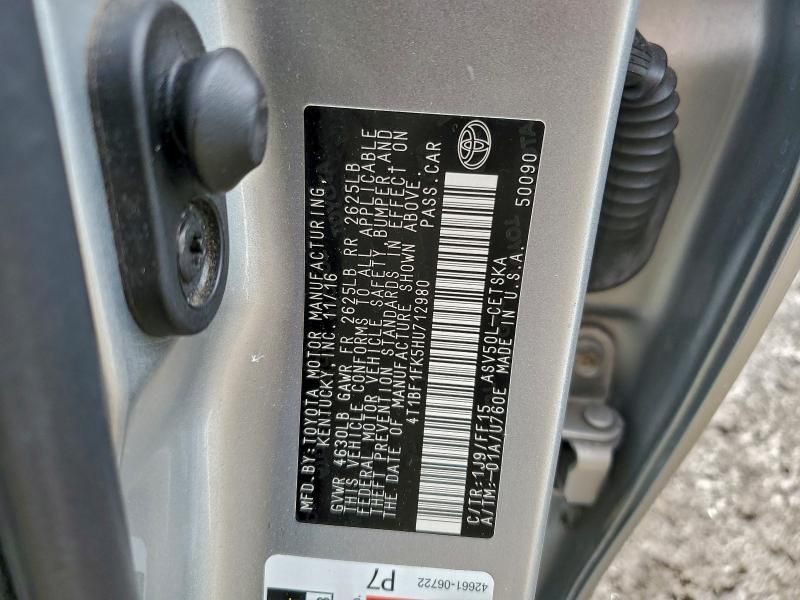 MFD.BY:TOYOTA MOTOR MANUFACTURING,
KENTUCKY, INC. 11/16
GVWR 4630LB GAWR FR 2625LB RR 2625LB
THIS VEHICLE CONFORMS TO ALL APPLICABLE
FEDERAL MOTOR VEHICLE SAFETY, BUMPER, AND
THEFT PREVENTION STANDARDS IN EFFECT ON
THE DATE OF MANUFACTURE SHOWN ABOVE.
4T1BF1FK5HU712980 PASS.CAR
C/TR:1J9/FF15 ASV50L-CETSKA 50090
A/TM:-01A/U760E MADE IN U.S.A.
42661-06722
P7